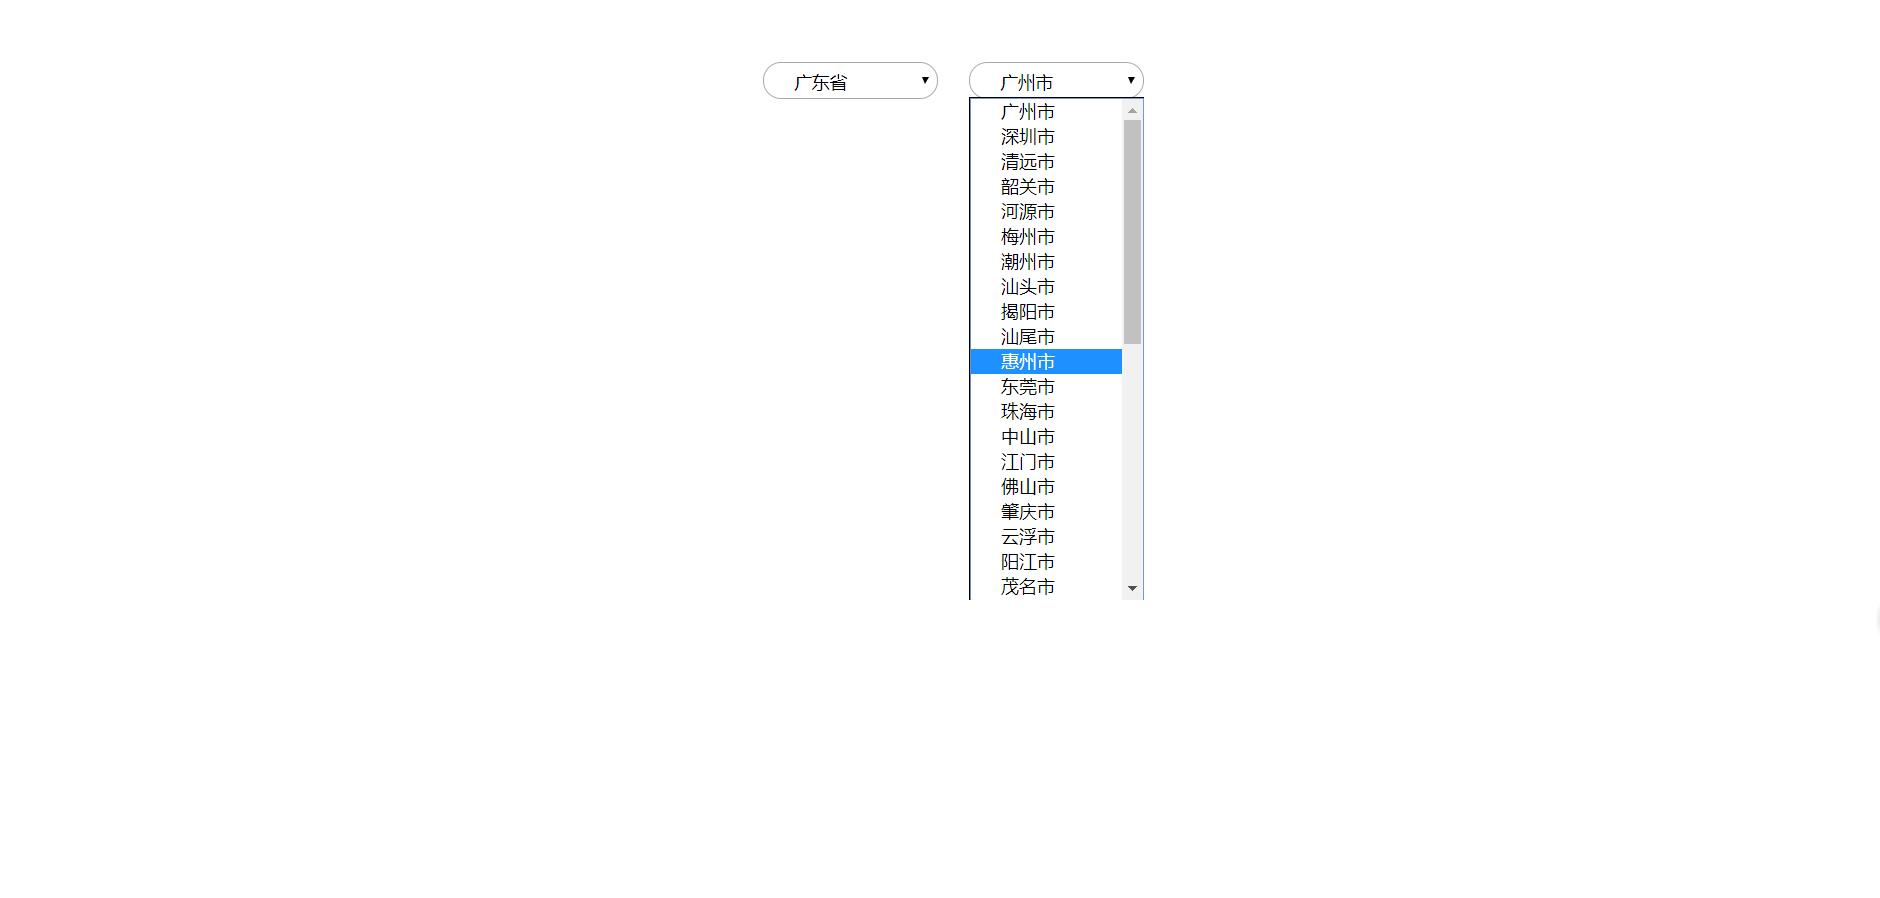 广东省
广州市
广州市
深圳市
清远市
韶关市
河源市
梅州市
潮州市
汕头市
揭阳市
汕尾市
惠州市
东莞市
珠海市
中山市
江门市
佛山市
肇庆市
云浮市
阳江市
茂名市